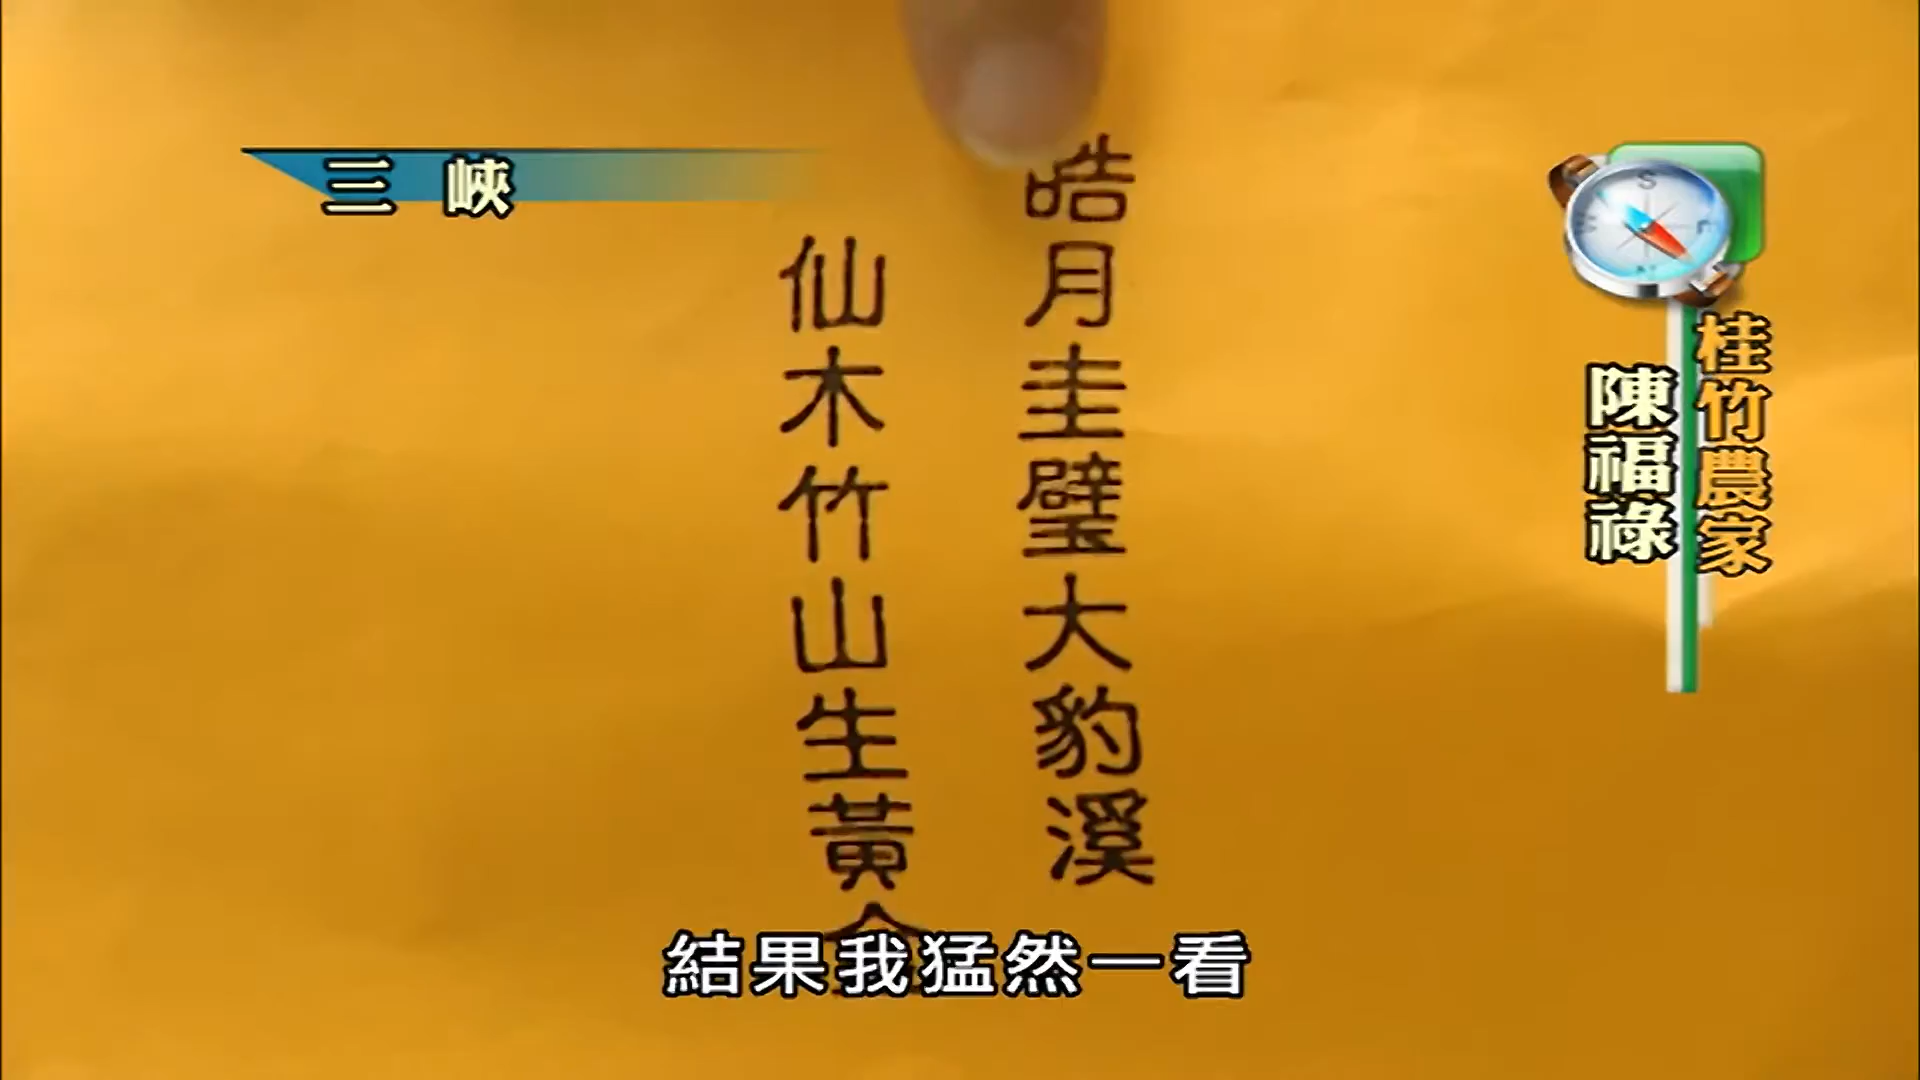 三峽
皓月圭璧大豹溪
仙木竹山生黃金
桂竹農家
陳福祿
結果我猛然一看